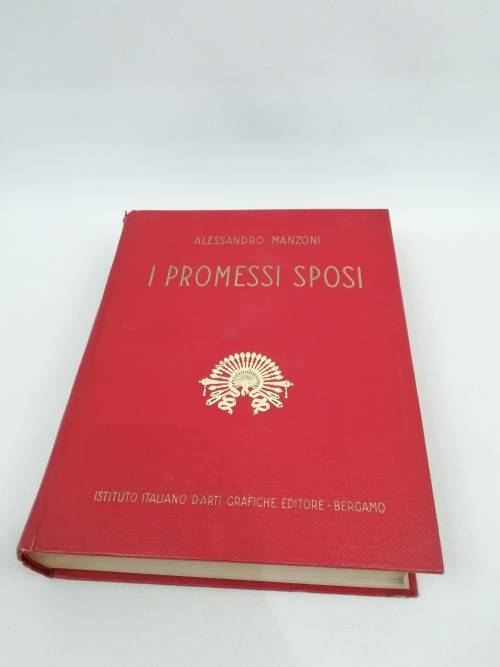 ALESSANDRO MANZONI
I PROMESSI SPOSI
ISTITUTO ITALIANO D'ARTI GRAFICHE EDITORE - BERGAMO